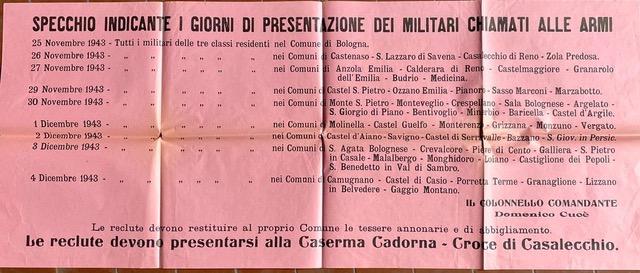 SPECCHIO INDICANTE I GIORNI DI PRESENTAZIONE DEI MILITARI CHIAMATI ALLE ARMI
25 Novembre 1943 - Tutti i militari delle tre classi residenti nel Comune di Bologna.
26 Novembre 1943 - „ „ „ „ „ „ nei Comuni di Castenaso - S. Lazzaro di Savena - Casalecchio di Reno - Zola Predosa.
27 Novembre 1943 - „ „ „ „ „ „ nei Comuni di Anzola Emilia - Calderara di Reno - Castelmaggiore - Granarolo
dell'Emilia - Budrio - Medicina.
29 Novembre 1943 - „ „ „ „ „ „ nei Comuni di Castel S. Pietro - Ozzano Emilia - Pianoro - Sasso Marconi - Marzabotto.
30 Novembre 1943 - „ „ „ „ „ „ nei Comuni di Monte S. Pietro - Monteveglio - Crespellano - Sala Bolognese - Argelato -
S. Giorgio di Piano - Bentivoglio - Minerbio - Baricella - Castel d'Argile.
1 Dicembre 1943 - „ „ „ „ „ „ nei Comuni di Molinella - Castel Guelfo - Monterenzio - Grizzana - Monzuno - Vergato.
2 Dicembre 1943 - „ „ „ „ „ „ nei Comuni di Castel d'Aiano - Savigno - Castel di Serravalle - Bazzano - S. Giov. in Persic.
3 Dicembre 1943 - „ „ „ „ „ „ nei Comuni di S. Agata Bolognese - Crevalcore - Pieve di Cento - Galliera - S. Pietro
in Casale - Malalbergo - Monghidoro - Loiano - Castiglione dei Pepoli -
S. Benedetto in Val di Sambro.
4 Dicembre 1943 - „ „ „ „ „ „ nei Comuni di Camugnano - Castel di Casio - Porretta Terme - Granaglione - Lizzano
in Belvedere - Gaggio Montano.
IL COLONNELLO COMANDANTE
Domenico Cucè
Le reclute devono restituire al proprio Comune le tessere annonarie e di abbigliamento.
Le reclute devono presentarsi alla Caserma Cadorna - Croce di Casalecchio.